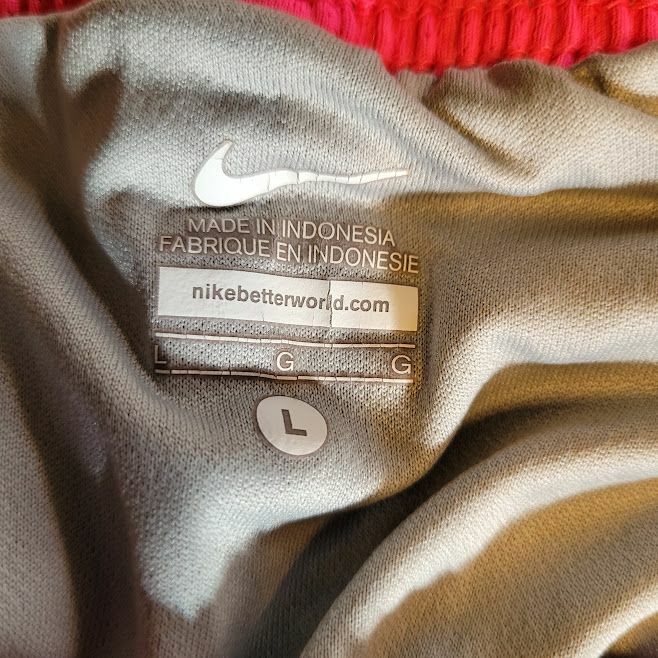 MADE IN INDONESIA
FABRIQUE EN INDONESIE
nikebetterworld.com
L G G
L